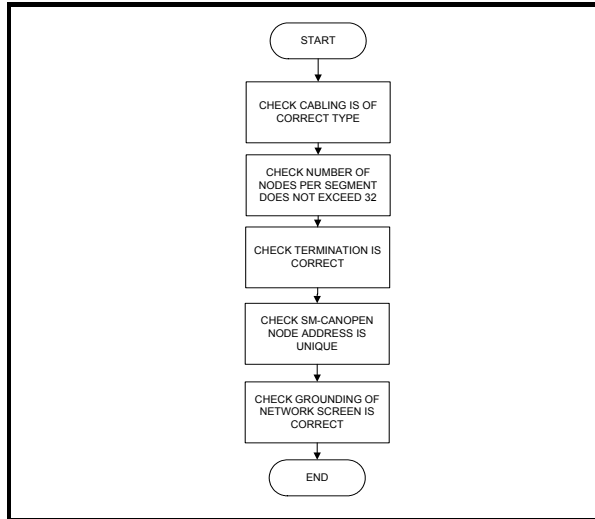 START
CHECK CABLING IS OF
CORRECT TYPE
CHECK NUMBER OF
NODES PER SEGMENT
DOES NOT EXCEED 32
CHECK TERMINATION IS
CORRECT
CHECK SM-CANOPEN
NODE ADDRESS IS
UNIQUE
CHECK GROUNDING OF
NETWORK SCREEN IS
CORRECT
END